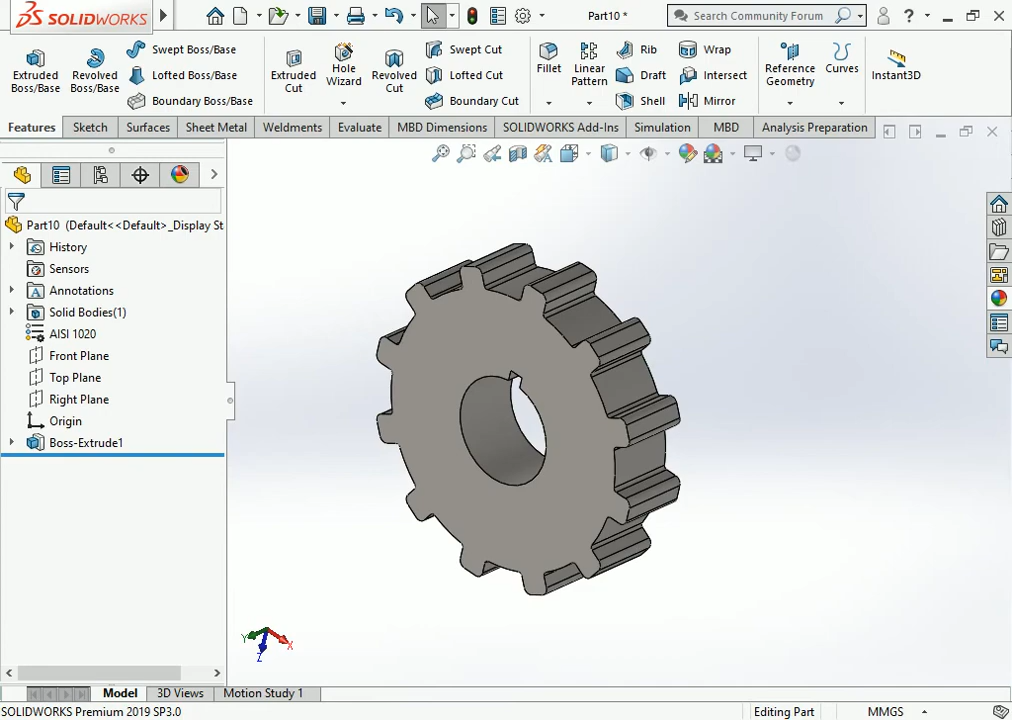 SOLIDWORKS
Part10 *
Search Community Forum
?
Extruded Boss/Base
Revolved Boss/Base
Swept Boss/Base
Lofted Boss/Base
Boundary Boss/Base
Extruded Cut
Hole Wizard
Revolved Cut
Swept Cut
Lofted Cut
Boundary Cut
Fillet
Linear Pattern
Rib
Draft
Shell
Wrap
Intersect
Mirror
Reference Geometry
Curves
Instant3D
Features Sketch Surfaces Sheet Metal Weldments Evaluate MBD Dimensions SOLIDWORKS Add-Ins Simulation MBD Analysis Preparation
Part10 (Default<<Default>_Display St
History
Sensors
Annotations
Solid Bodies(1)
AISI 1020
Front Plane
Top Plane
Right Plane
Origin
Boss-Extrude1
Y X
Z
Model 3D Views Motion Study 1
SOLIDWORKS Premium 2019 SP3.0 Editing Part MMGS